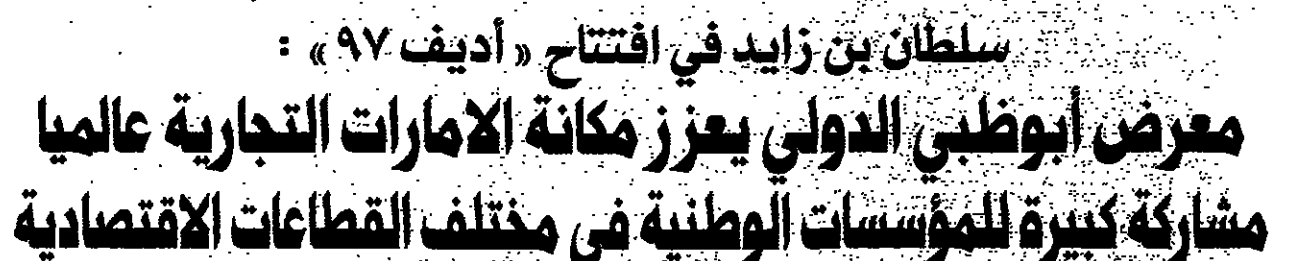 سلطان بن زايد في افتتاح « أديف ٩٧ » :
معرض أبوظبي الدولي يعزز مكانة الامارات التجارية عالميا
مشاركة كبيرة للمؤسسات الوطنية في مختلف القطاعات الاقتصادية